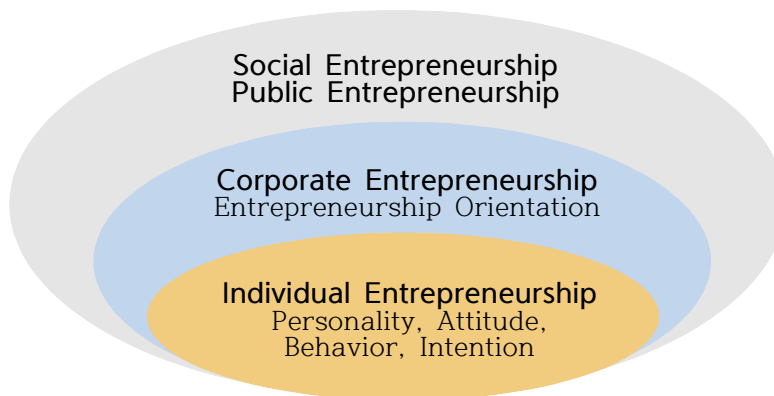 Social Entrepreneurship
Public Entrepreneurship
Corporate Entrepreneurship
Entrepreneurship Orientation
Individual Entrepreneurship
Personality, Attitude,
Behavior, Intention